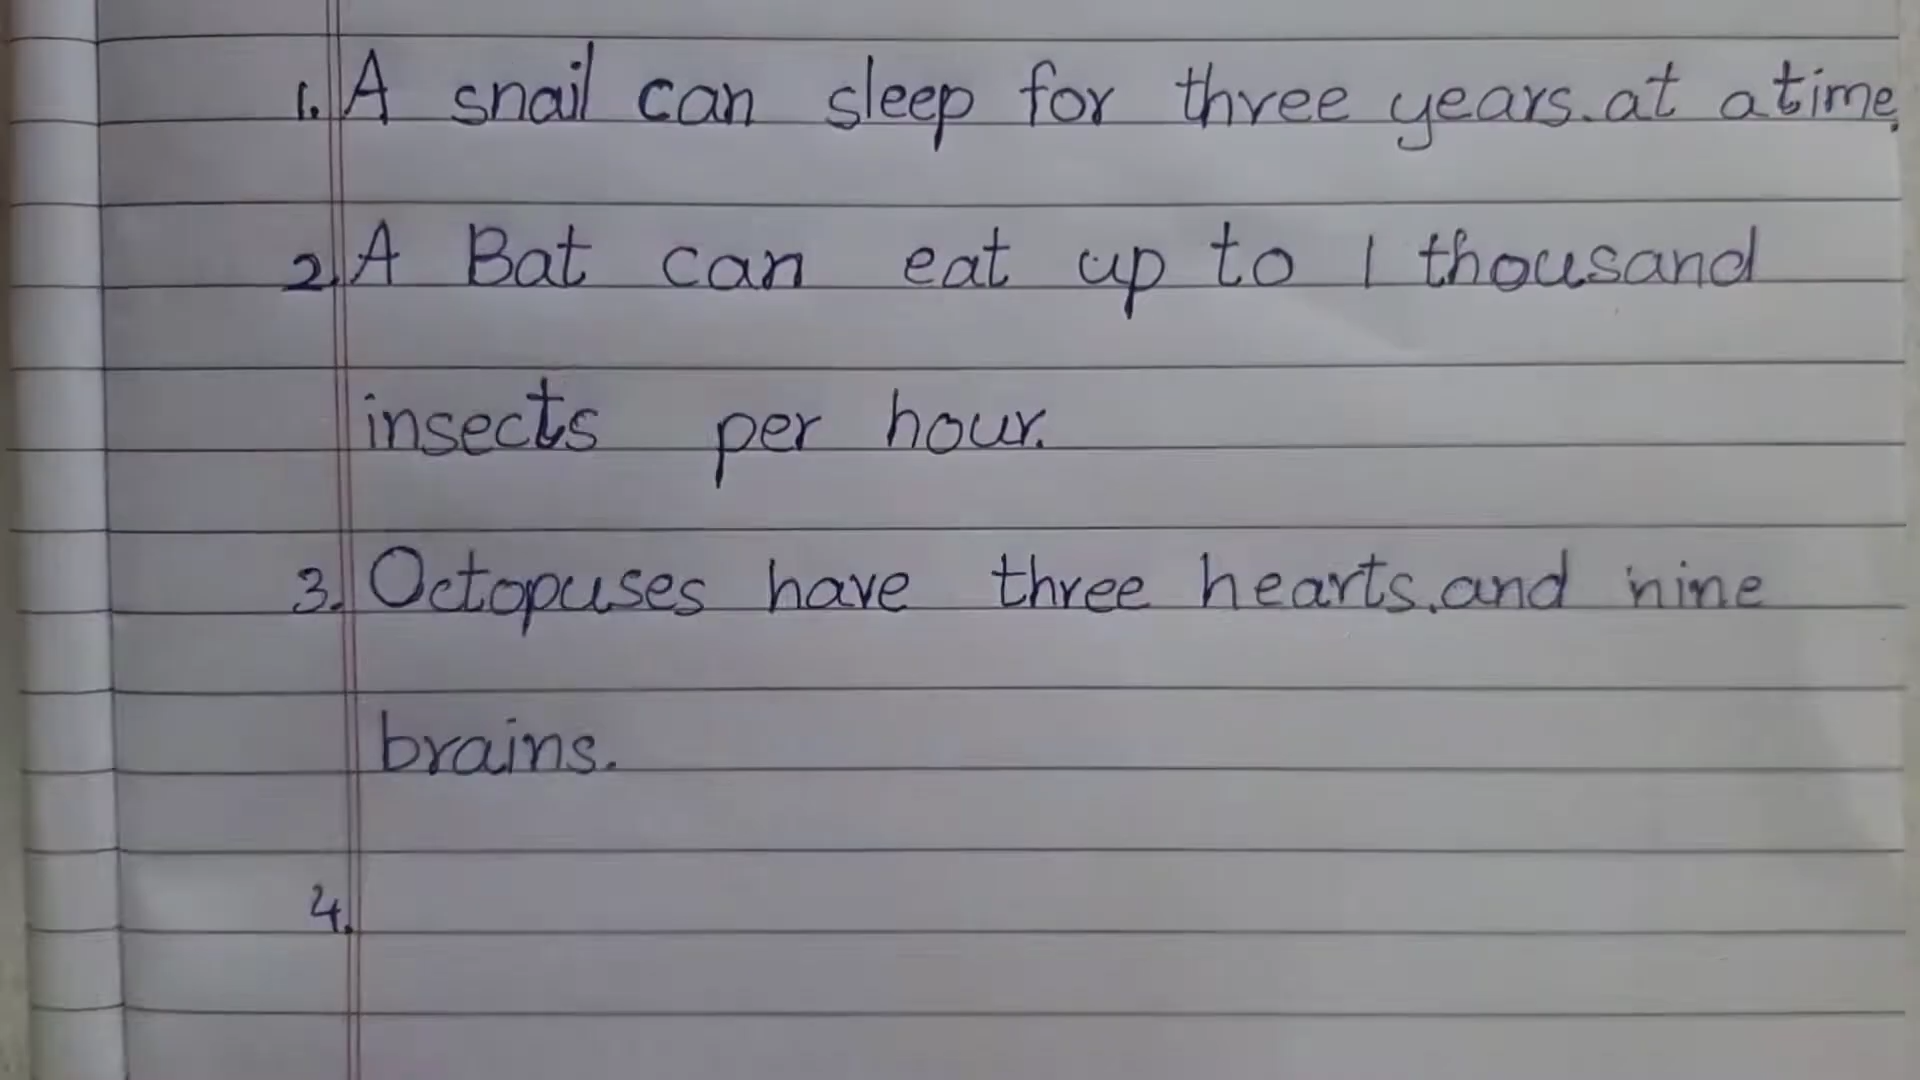 1. A snail can sleep for three years. at a time.
2. A Bat can eat up to 1 thousand
insects per hour.
3. Octopuses have three hearts. and nine
brains.
4.